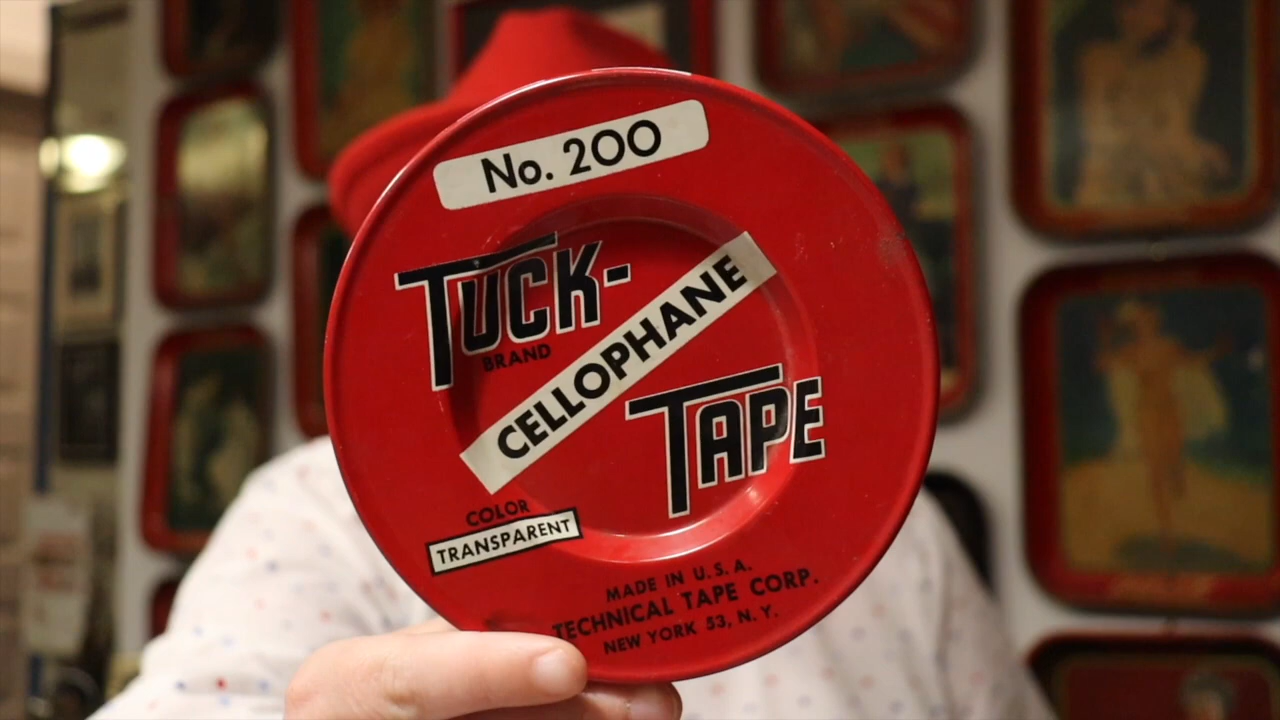 No. 200
TUCK-
BRAND
CELLOPHANE
TAPE
COLOR
TRANSPARENT
MADE IN U.S.A.
TECHNICAL TAPE CORP.
NEW YORK 53, N.Y.